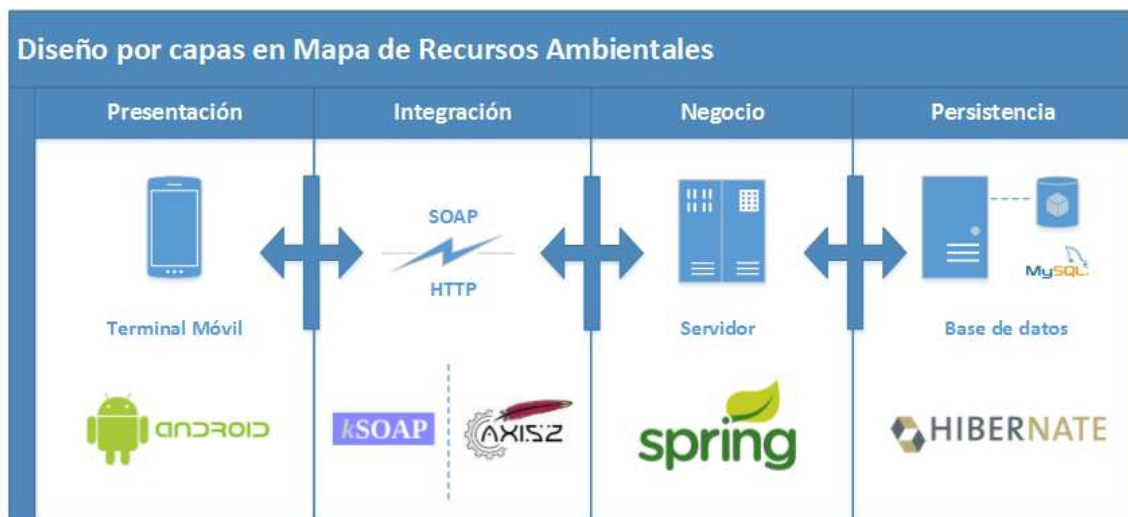 Diseño por capas en Mapa de Recursos Ambientales
Presentación
Integración
Negocio
Persistencia
SOAP
HTTP
MySQL
Terminal Móvil
Servidor
Base de datos
android
kSOAP
AXIS2
spring
HIBERNATE